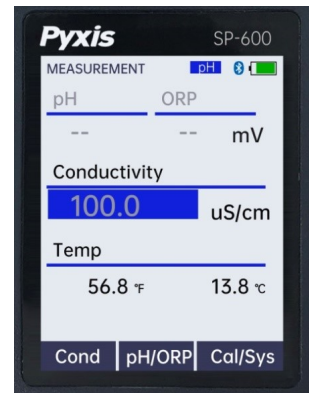 Pyxis SP-600
MEASUREMENT pH
pH ORP
-- -- mV
Conductivity
100.0 uS/cm
Temp
56.8 °F 13.8 °C
Cond pH/ORP Cal/Sys